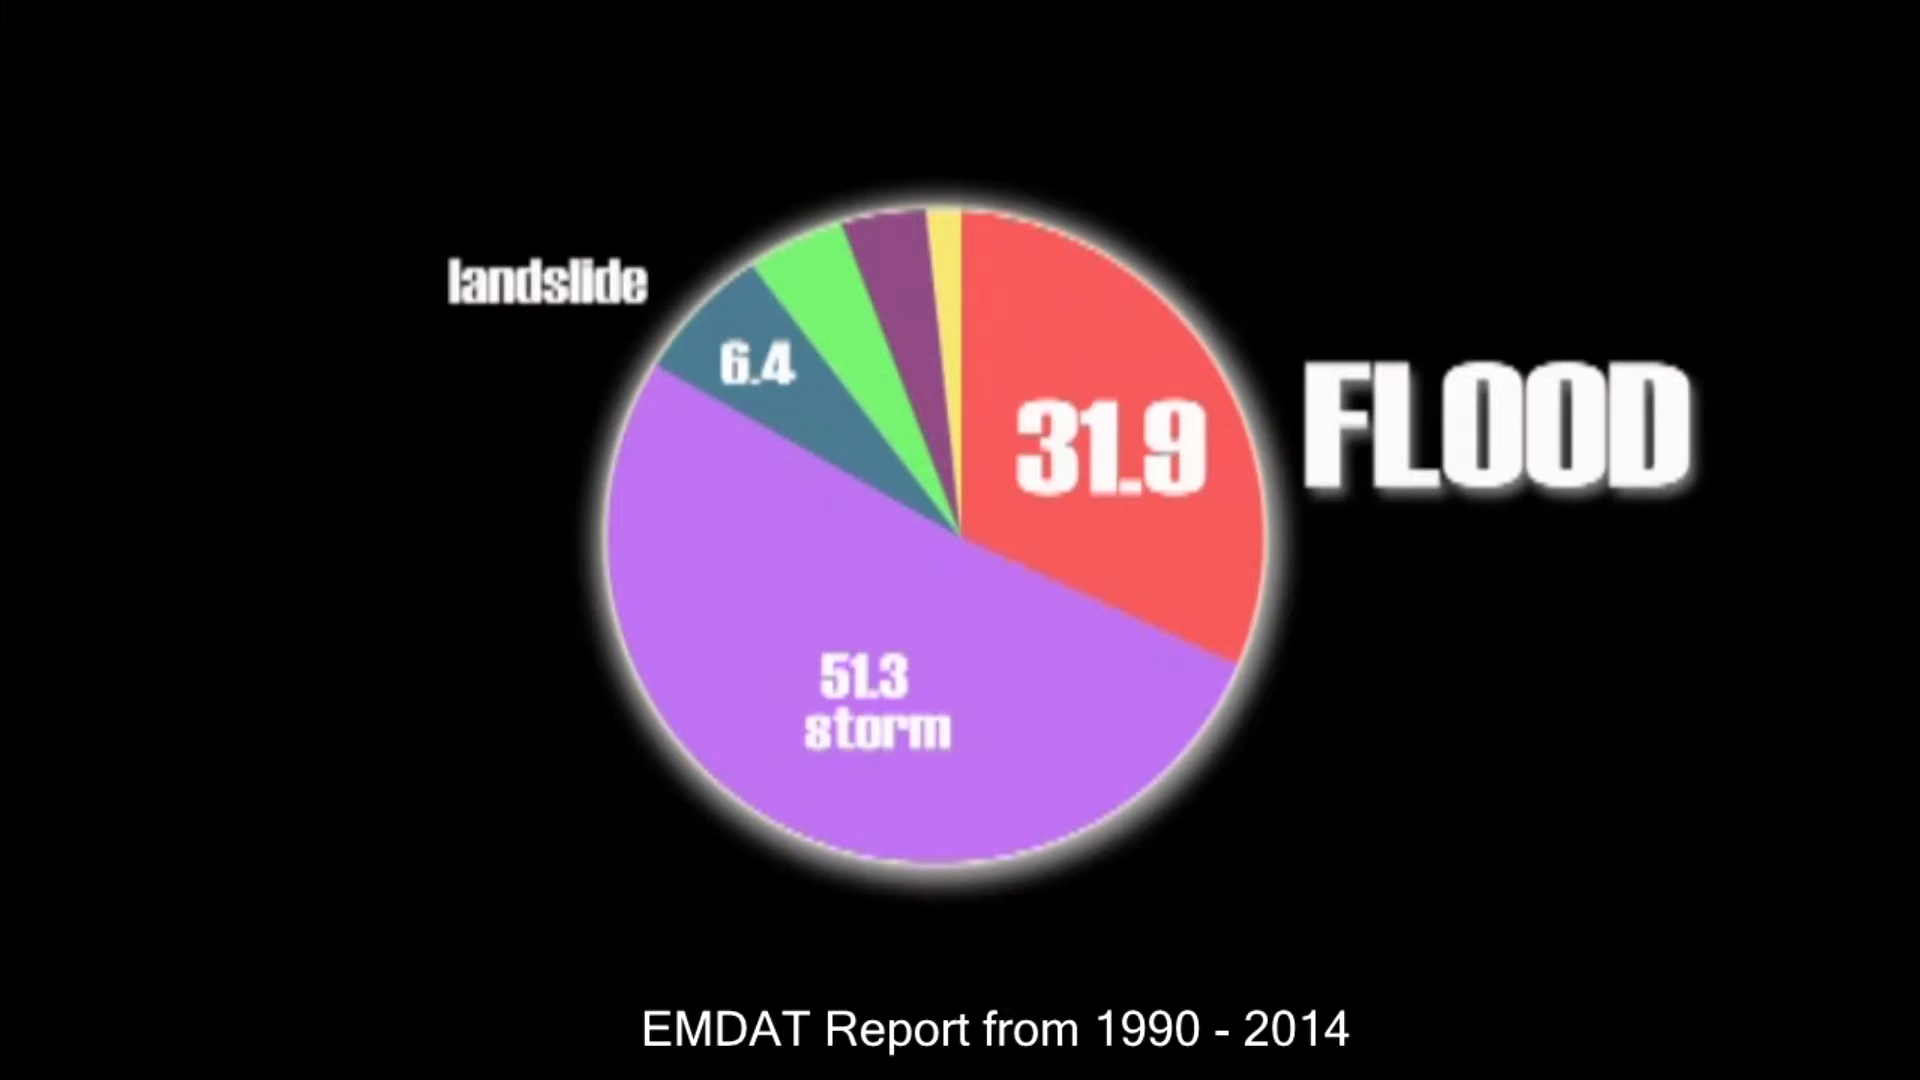 landslide
6.4
31.9
FLOOD
51.3
storm
EMDAT Report from 1990 - 2014